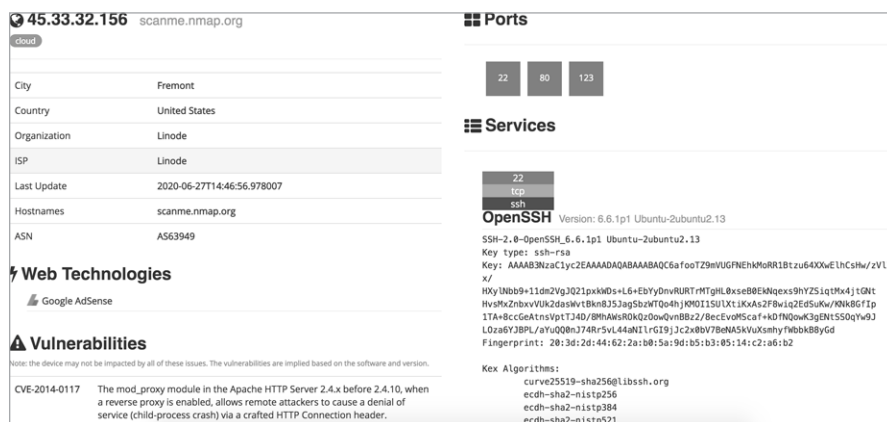 45.33.32.156 scanme.nmap.org
cloud
City Fremont
Country United States
Organization Linode
ISP Linode
Last Update 2020-06-27T14:46:56.978007
Hostnames scanme.nmap.org
ASN AS63949
Web Technologies
Google AdSense
Vulnerabilities
Note: the device may not be impacted by all of these issues. The vulnerabilities are implied based on the software and version.
CVE-2014-0117 The mod_proxy module in the Apache HTTP Server 2.4.x before 2.4.10, when
a reverse proxy is enabled, allows remote attackers to cause a denial of
service (child-process crash) via a crafted HTTP Connection header.
Ports
22 80 123
Services
22
tcp
ssh
OpenSSH Version: 6.6.1p1 Ubuntu-2ubuntu2.13
SSH-2.0-OpenSSH_6.6.1p1 Ubuntu-2ubuntu2.13
Key type: ssh-rsa
Key:
x/
Fingerprint: 20:3d:2d:44:62:2a:b0:5a:9d:b5:b3:05:14:c2:a6:b2
Kex Algorithms:
curve25519-sha256@libssh.org
ecdh-sha2-nistp256
ecdh-sha2-nistp384
ecdh-sha2-nistp521